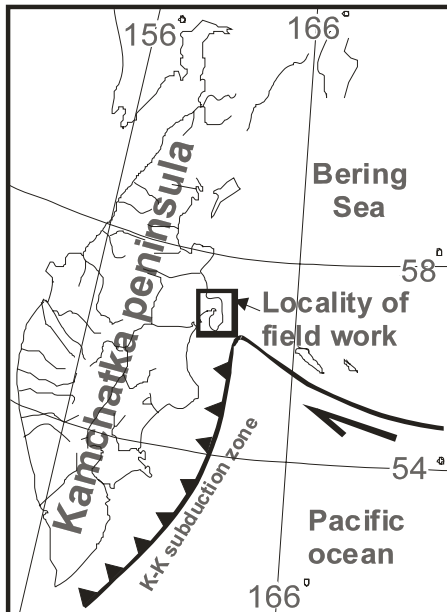 156
166
Bering
Sea
Kamchatka peninsula
58
Locality of
field work
K-K subduction zone
54
Pacific
ocean
166